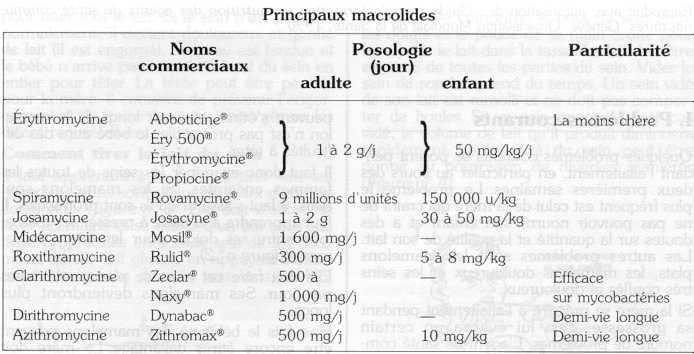 Principaux macrolides
Noms commerciaux Posologie (jour) Particularité
adulte enfant
Érythromycine Abboticine® 1 à 2 g/j 50 mg/kg/j La moins chère
Éry 500®
Érythromycine®
Propiocine®
Spiramycine Rovamycine® 9 millions d'unités 150 000 u/kg
Josamycine Josacyne® 1 à 2 g 30 à 50 mg/kg
Midécamycine Mosil® 1 600 mg/j —
Roxithramycine Rulid® 300 mg/j 5 à 8 mg/kg
Clarithromycine Zeclar® 500 à — Efficace
Naxy® 1 000 mg/j sur mycobactéries
Dirithromycine Dynabac® 500 mg/j — Demi-vie longue
Azithromycine Zithromax® 500 mg/j 10 mg/kg Demi-vie longue